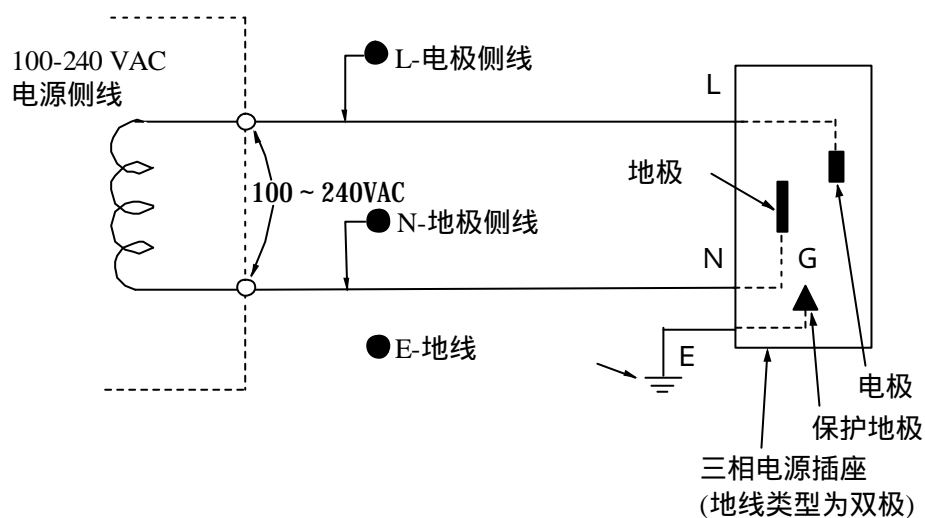 100-240 VAC
电源侧线
L-电极侧线
L
100 ~ 240VAC
地极
N-地极侧线
N
G
E-地线
E
电极
保护地极
三相电源插座
(地线类型为双极)